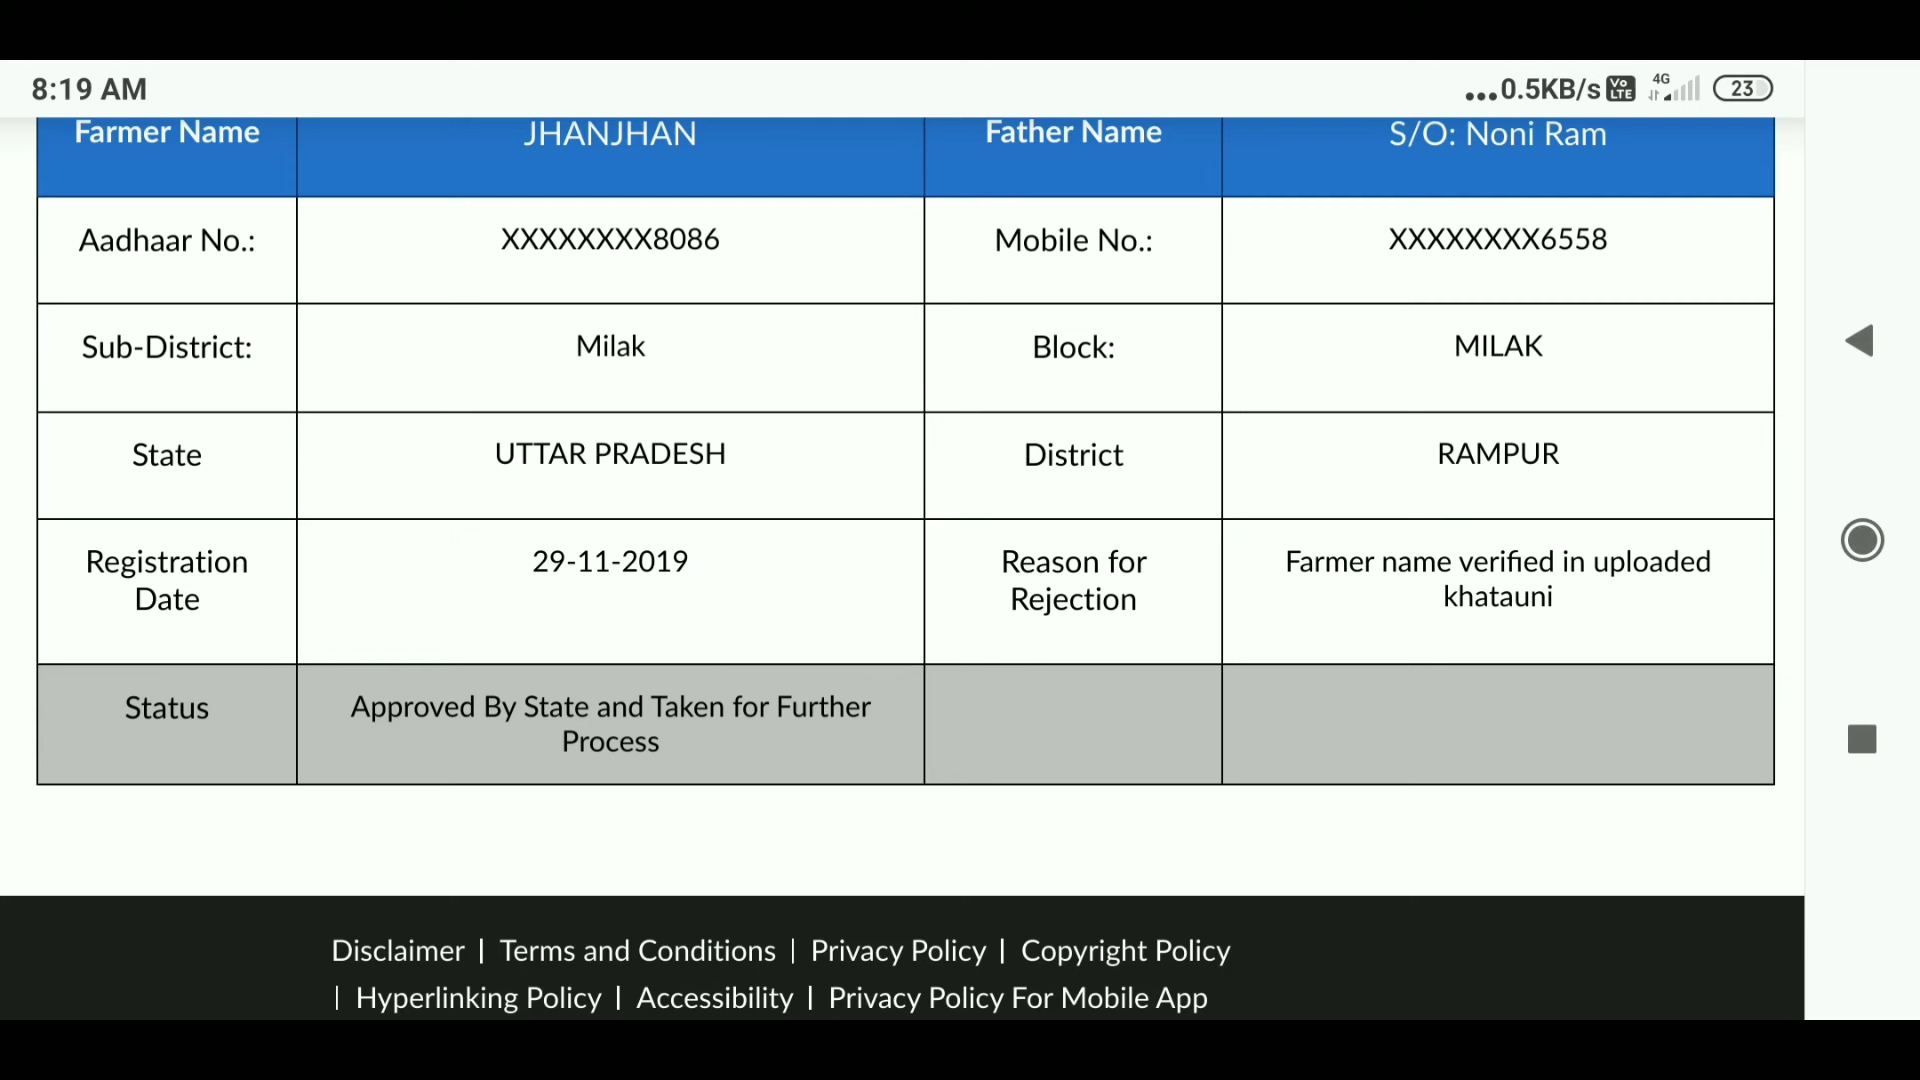 8:19 AM
...0.5KB/s Vo LTE 4G 23
Farmer Name JHANJHAN Father Name S/O: Noni Ram
Aadhaar No.: XXXXXXXX8086 Mobile No.: XXXXXXXX6558
Sub-District: Milak Block: MILAK
State UTTAR PRADESH District RAMPUR
Registration Date 29-11-2019 Reason for Rejection Farmer name verified in uploaded khatauni
Status Approved By State and Taken for Further Process
Disclaimer | Terms and Conditions | Privacy Policy | Copyright Policy
| Hyperlinking Policy | Accessibility | Privacy Policy For Mobile App